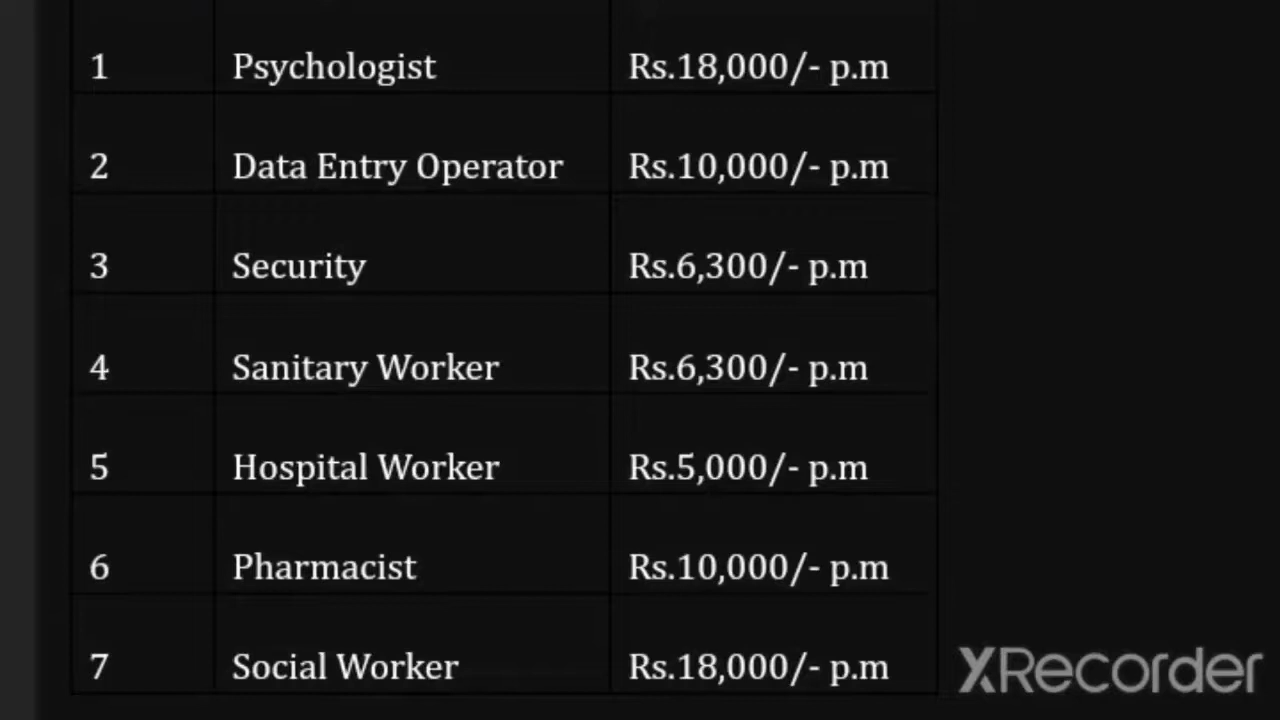 1 Psychologist Rs.18,000/- p.m
2 Data Entry Operator Rs.10,000/- p.m
3 Security Rs.6,300/- p.m
4 Sanitary Worker Rs.6,300/- p.m
5 Hospital Worker Rs.5,000/- p.m
6 Pharmacist Rs.10,000/- p.m
7 Social Worker Rs.18,000/- p.m
XRecorder